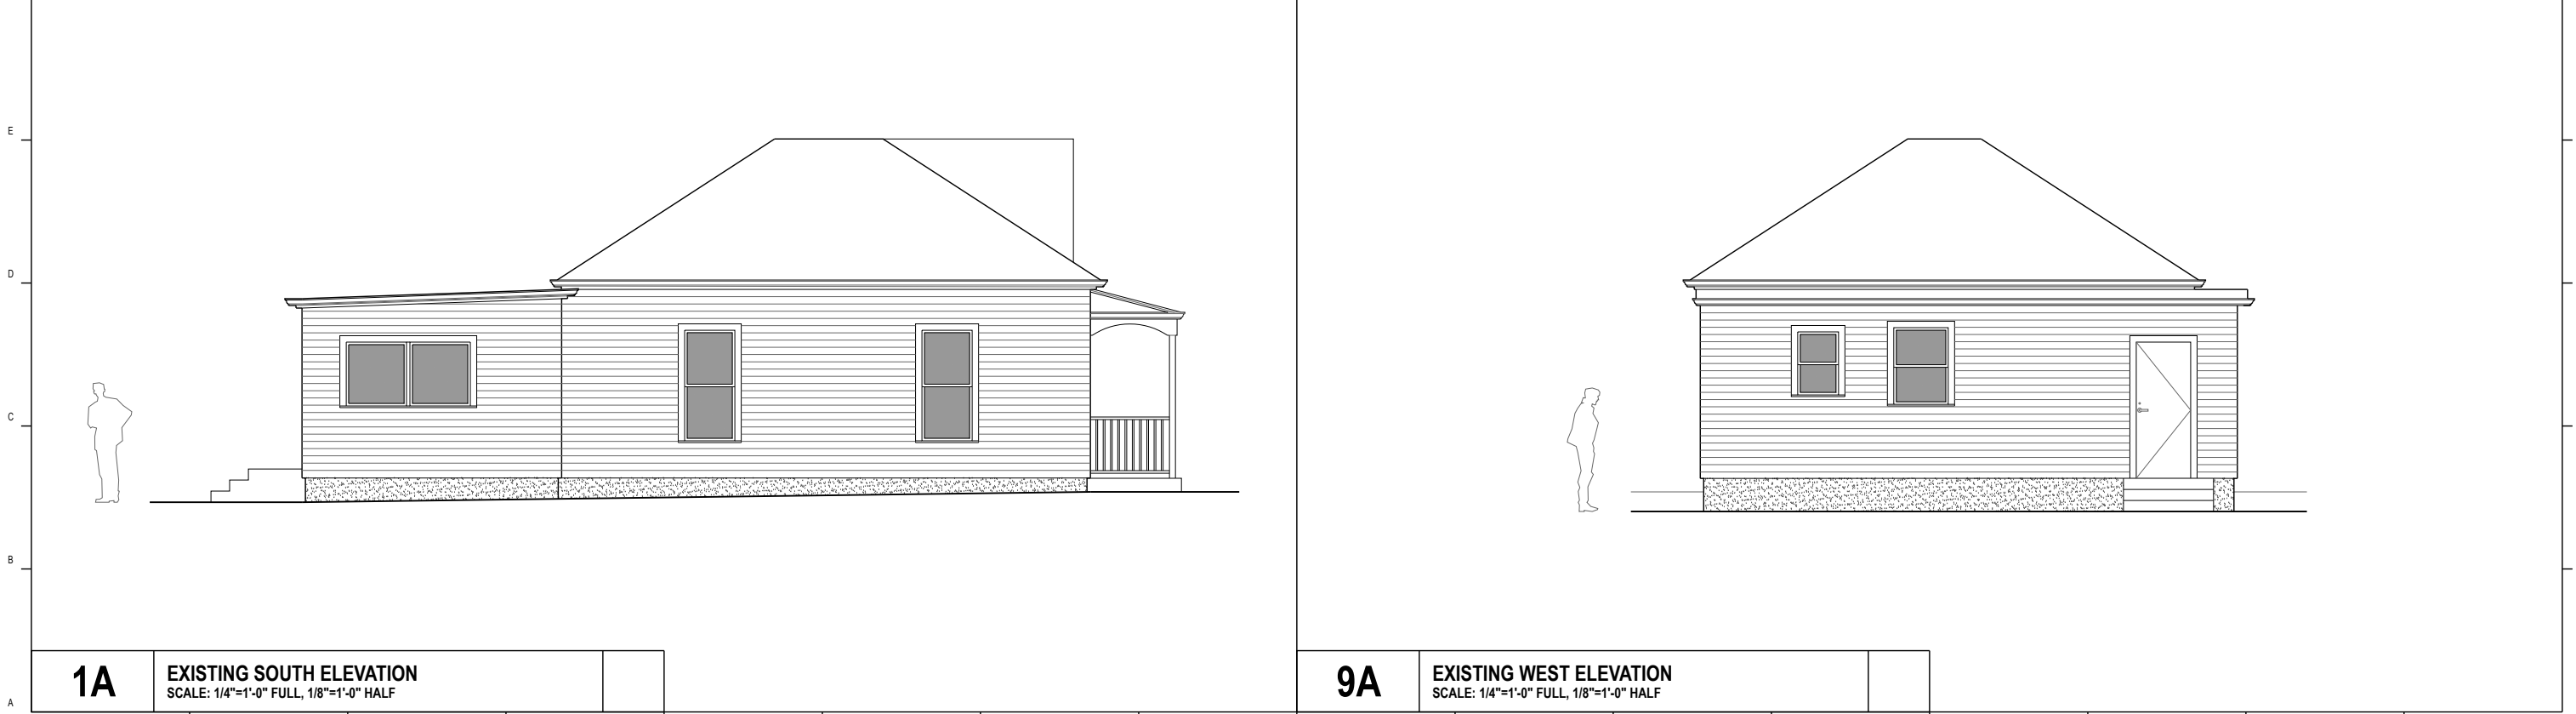 E
D
C
B
A
1A
EXISTING SOUTH ELEVATION
SCALE: 1/4"=1'-0" FULL, 1/8"=1'-0" HALF
9A
EXISTING WEST ELEVATION
SCALE: 1/4"=1'-0" FULL, 1/8"=1'-0" HALF